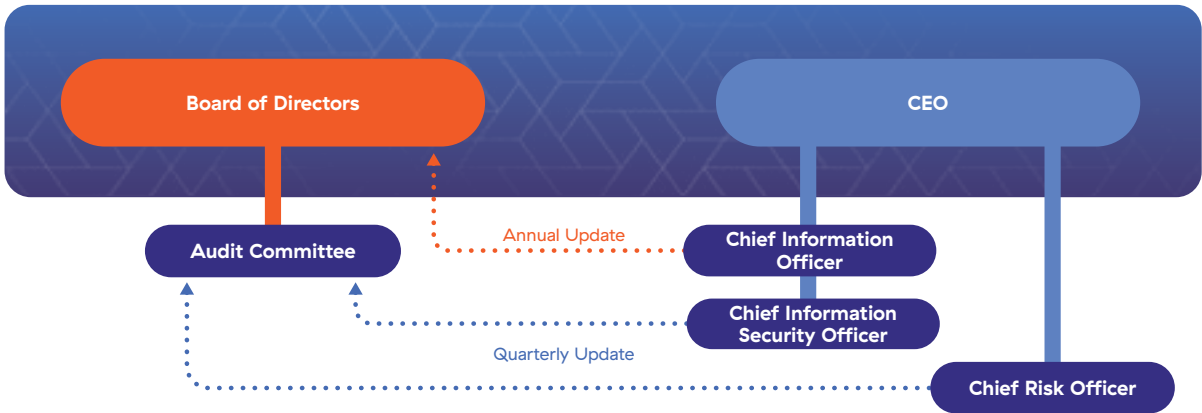 Board of Directors
CEO
Annual Update
Audit Committee
Chief Information
Officer
Chief Information
Security Officer
Quarterly Update
Chief Risk Officer